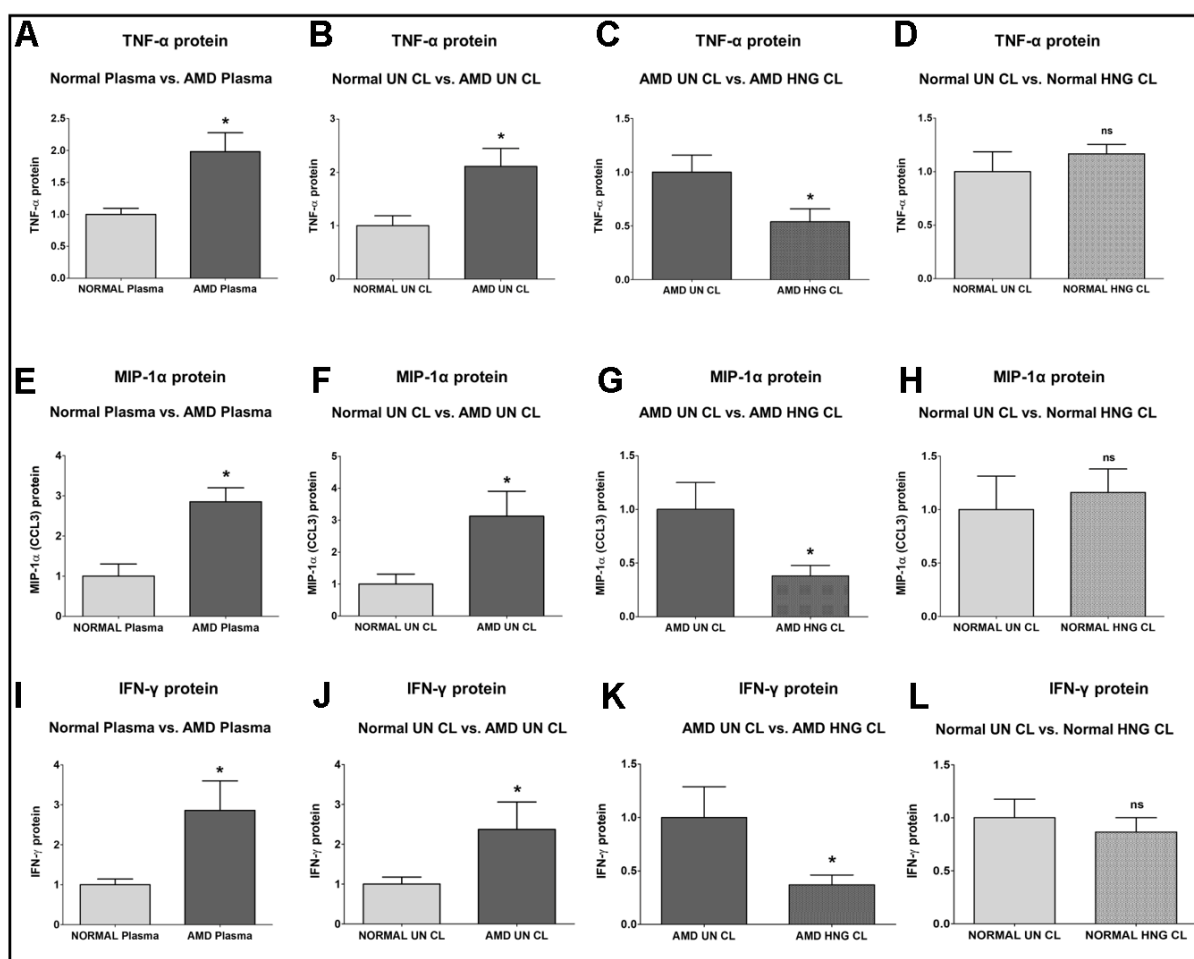 A
TNF-α protein
Normal Plasma vs. AMD Plasma
TNF-α protein
2.5
2.0
1.5
1.0
0.5
0.0
*
NORMAL Plasma
AMD Plasma
B
TNF-α protein
Normal UN CL vs. AMD UN CL
TNF-α protein
3
2
1
0
*
NORMAL UN CL
AMD UN CL
C
TNF-α protein
AMD UN CL vs. AMD HNG CL
TNF-α protein
1.5
1.0
0.5
0.0
*
AMD UN CL
AMD HNG CL
D
TNF-α protein
Normal UN CL vs. Normal HNG CL
TNF-α protein
1.5
1.0
0.5
0.0
ns
NORMAL UN CL
NORMAL HNG CL
E
MIP-1α protein
Normal Plasma vs. AMD Plasma
MIP-1α (CCL3) protein
4
3
2
1
0
*
NORMAL Plasma
AMD Plasma
F
MIP-1α protein
Normal UN CL vs. AMD UN CL
MIP-1α (CCL3) protein
5
4
3
2
1
0
*
NORMAL UN CL
AMD UN CL
G
MIP-1α protein
AMD UN CL vs. AMD HNG CL
MIP-1α (CCL3) protein
1.5
1.0
0.5
0.0
*
AMD UN CL
AMD HNG CL
H
MIP-1α protein
Normal UN CL vs. Normal HNG CL
MIP-1α (CCL3) protein
1.5
1.0
0.5
0.0
ns
NORMAL UN CL
NORMAL HNG CL
I
IFN-γ protein
Normal Plasma vs. AMD Plasma
IFN-γ protein
4
3
2
1
0
*
NORMAL Plasma
AMD Plasma
J
IFN-γ protein
Normal UN CL vs. AMD UN CL
IFN-γ protein
4
3
2
1
0
*
NORMAL UN CL
AMD UN CL
K
IFN-γ protein
AMD UN CL vs. AMD HNG CL
IFN-γ protein
1.5
1.0
0.5
0.0
*
AMD UN CL
AMD HNG CL
L
IFN-γ protein
Normal UN CL vs. Normal HNG CL
IFN-γ protein
1.5
1.0
0.5
0.0
ns
NORMAL UN CL
NORMAL HNG CL